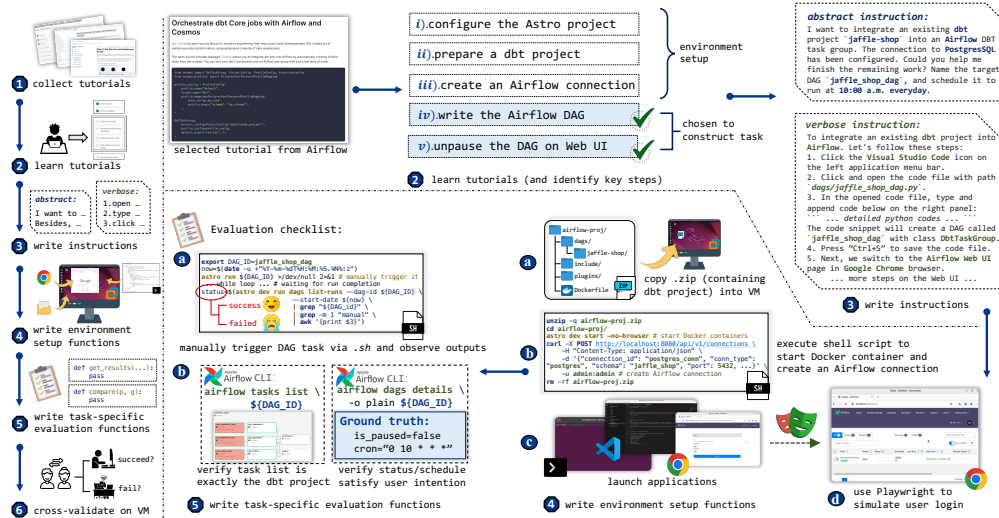 1 collect tutorials
2 learn tutorials
abstract:
I want to …
Besides, …
verbose:
1.open …
2.type …
3.click …
3 write instructions
4 write environment
setup functions
def get_results(...):
pass
def compare(p, g):
pass
5 write task-specific
evaluation functions
succeed?
fail?
6 cross-validate on VM
Orchestrate dbt Core jobs with Airflow and
Cosmos
selected tutorial from Airflow
i).configure the Astro project
ii).prepare a dbt project
iii).create an Airflow connection
iv).write the Airflow DAG
v).unpause the DAG on Web UI
environment
setup
chosen to
construct task
2 learn tutorials (and identify key steps)
abstract instruction:
I want to integrate an existing dbt
project `jaffle-shop` into an Airflow DBT
task group. The connection to PostgresSQL
has been configured. Could you help me
finish the remaining work? Name the target
DAG `jaffle_shop_dag`, and schedule it to
run at 10:00 a.m. everyday.
verbose instruction:
To integrate an existing dbt project into
Airflow. Let's follow these steps:
1. Click the Visual Studio Code icon on
the left application menu bar.
2. Click and open the code file with path
`dags/jaffle_shop_dag.py`.
3. In the opened code file, type and
append code below on the right panel:
``` ... detailed python codes ... ```
The code snippet will create a DAG called
`jaffle_shop_dag` with class DbtTaskGroup.
4. Press "Ctrl+S" to save the code file.
5. Next, we switch to the Airflow Web UI
page in Google Chrome browser.
... more steps on the Web UI ...
3 write instructions
Evaluation checklist:
a
export DAG_ID=jaffle_shop_dag
now=$(date -u +"%Y-%m-%dT%H:%M:%S.%N%:z")
astro run ${DAG_ID} >/dev/null 2>&1 # manually trigger it
... while loop ... # waiting for run completion
status=$(astro dev run dags list-runs --dag-id ${DAG_ID} \
--start-date ${now} \
| grep "${DAG_ID}" \
| grep -m 1 "manual" \
| awk '{print $3}')
success
failed
SH
manually trigger DAG task via .sh and observe outputs
b
Apache
Airflow CLI:
airflow tasks list \
${DAG_ID}
verify task list is
exactly the dbt project
Apache
Airflow CLI:
airflow dags details \
-o plain ${DAG_ID}
Ground truth:
is_paused=false
cron="0 10 * * *"
verify status/schedule
satisfy user intention
5 write task-specific evaluation functions
a
airflow-proj/
dags/
jaffle-shop/
include/
plugins/
Dockerfile
ZIP
copy .zip (containing
dbt project) into VM
b
unzip -q airflow-proj.zip
cd airflow-proj/
astro dev start —no-browser # start Docker containers
curl -X POST http://localhost:8080/api/v1/connections \
-H "Content-Type: application/json" \
-d '{"connection_id": "postgres_conn", "conn_type":
"postgres", "schema": "jaffle_shop", "port": 5432, ...}' \
-u admin:admin # create Airflow connection
rm -rf airflow-proj.zip
SH
execute shell script to
start Docker container and
create an Airflow connection
c
launch applications
4 write environment setup functions
d use Playwright to
simulate user login